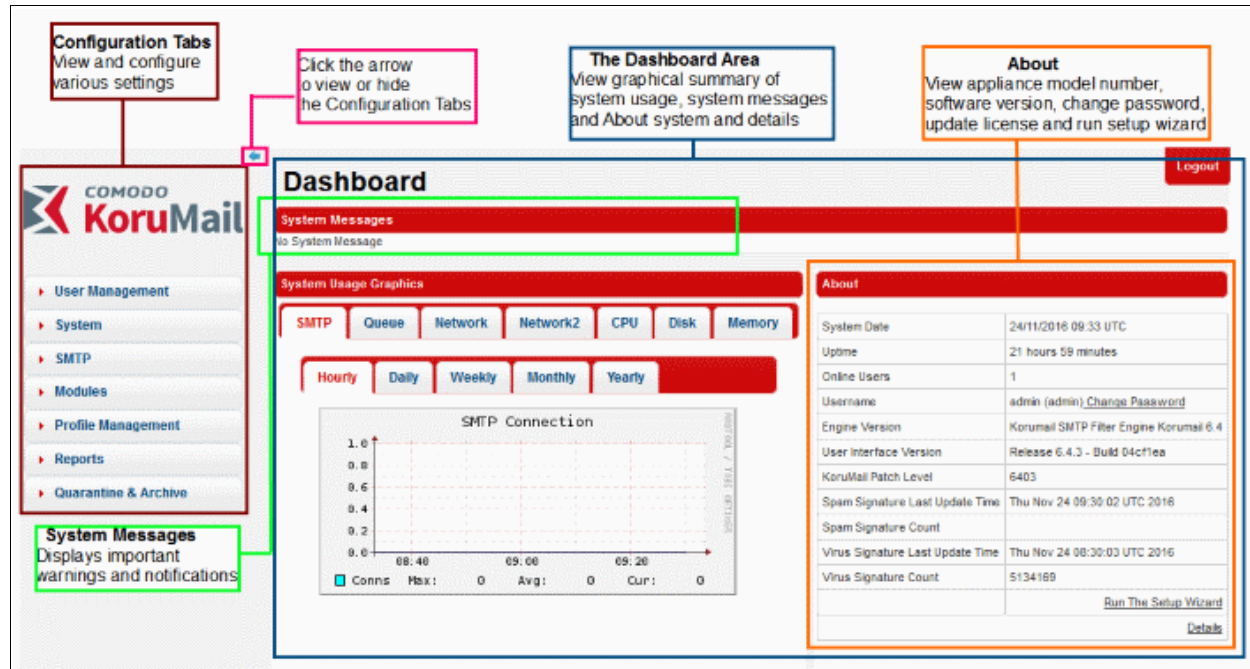 Configuration Tabs
View and configure
various settings
Click the arrow
o view or hide
he Configuration Tabs
The Dashboard Area
View graphical summary of
system usage, system messages
and About system and details
About
View appliance model number,
software version, change password,
update license and run setup wizard
Logout
COMODO
KoruMail
Dashboard
System Messages
No System Message
User Management
System
SMTP
Modules
Profile Management
Reports
Quarantine & Archive
System Messages
Displays important
warnings and notifications
System Usage Graphics
SMTP Queue Network Network2 CPU Disk Memory
Hourly Daily Weekly Monthly Yearly
SMTP Connection
1.0
0.8
0.6
0.4
0.2
0.0
08:40 09:00 09:20
Conns Max: 0 Avg: 0 Cur: 0
RRDTOOL / TOBI OETIKER
About
System Date 24/11/2016 09:33 UTC
Uptime 21 hours 59 minutes
Online Users 1
Username admin (admin) Change Password
Engine Version Korumail SMTP Filter Engine Korumail 6.4
User Interface Version Release 6.4.3 - Build 04cf1ea
KoruMail Patch Level 6403
Spam Signature Last Update Time Thu Nov 24 09:30:02 UTC 2016
Spam Signature Count
Virus Signature Last Update Time Thu Nov 24 08:30:03 UTC 2016
Virus Signature Count 5134169
Run The Setup Wizard
Details